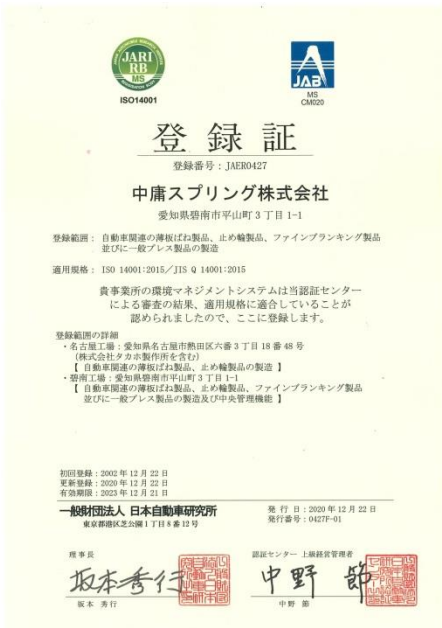 JARI
RB
MS
ISO14001
JAB
MS
CM020
登録証
登録番号：JAER0427
中庸スプリング株式会社
愛知県碧南市平山町3丁目1-1
登録範囲：自動車関連の薄板ばね製品、止め輪製品、ファインブランキング製品
並びに一般プレス製品の製造
適用規格：ISO 14001:2015／JIS Q 14001:2015
貴事業所の環境マネジメントシステムは当認証センター
による審査の結果、適用規格に適合していることが
認められましたので、ここに登録します。
登録範囲の詳細
・名古屋工場：愛知県名古屋市熱田区六番3丁目18番48号
（株式会社タカホ製作所を含む）
【 自動車関連の薄板ばね製品、止め輪製品の製造 】
・碧南工場：愛知県碧南市平山町3丁目1-1
【 自動車関連の薄板ばね製品、止め輪製品、ファインブランキング製品
並びに一般プレス製品の製造及び中央管理機能 】
初回登録：2002年12月22日
更新登録：2020年12月22日
有効期限：2023年12月21日
一般財団法人 日本自動車研究所
東京都港区芝公園1丁目8番12号
発行日：2020年12月22日
発行番号：0427F-01
理事長
坂本秀行
坂本 秀行
認証センター 上級経営管理者
中野 節
中野 節